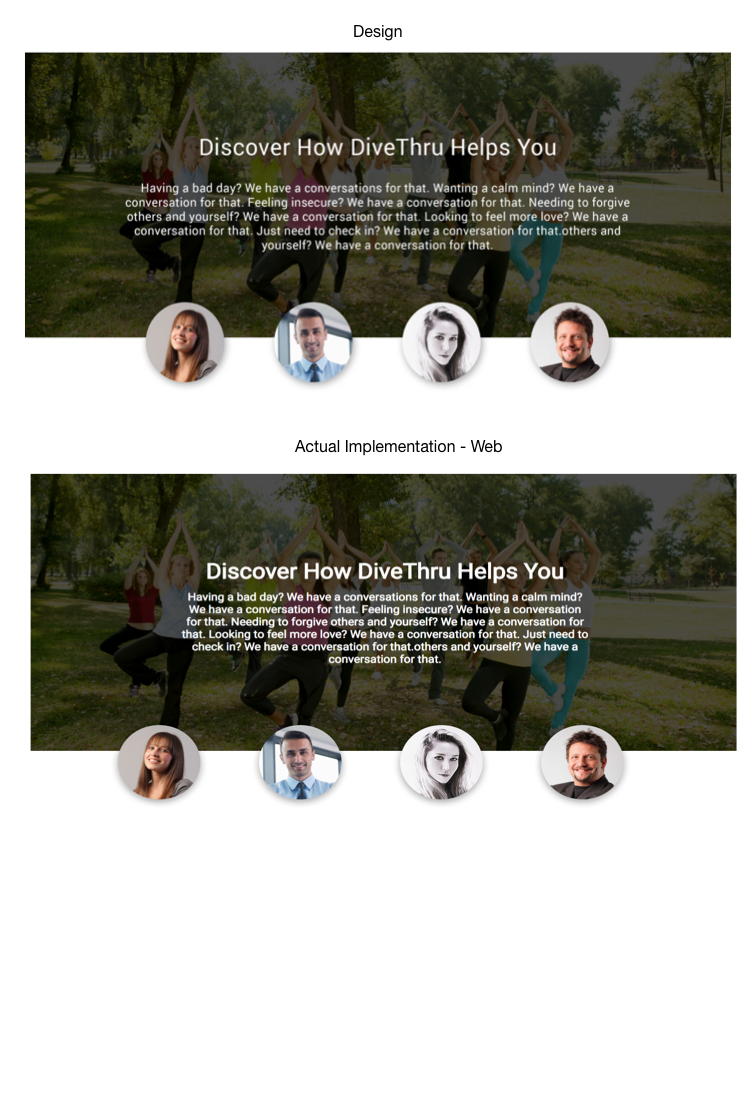 Design
Discover How DiveThru Helps You
Having a bad day? We have a conversations for that. Wanting a calm mind? We have a
conversation for that. Feeling insecure? We have a conversation for that. Needing to forgive
others and yourself? We have a conversation for that. Looking to feel more love? We have a
conversation for that. Just need to check in? We have a conversation for that.others and
yourself? We have a conversation for that.
Actual Implementation - Web
Discover How DiveThru Helps You
Having a bad day? We have a conversations for that. Wanting a calm mind?
We have a conversation for that. Feeling insecure? We have a conversation
for that. Needing to forgive others and yourself? We have a conversation for
that. Looking to feel more love? We have a conversation for that. Just need to
check in? We have a conversation for that.others and yourself? We have a
conversation for that.